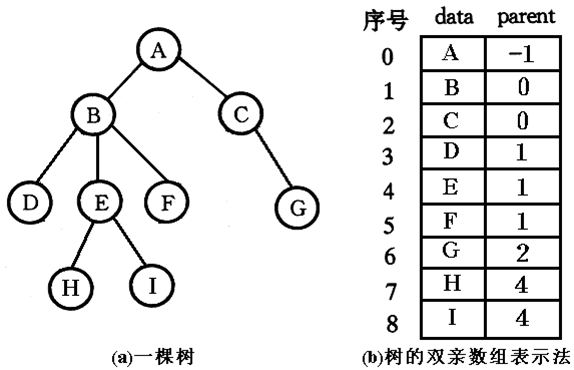 A
B C
D E F G
H I
(a)一棵树
序号 data parent
0 A -1
1 B 0
2 C 0
3 D 1
4 E 1
5 F 1
6 G 2
7 H 4
8 I 4
(b)树的双亲数组表示法